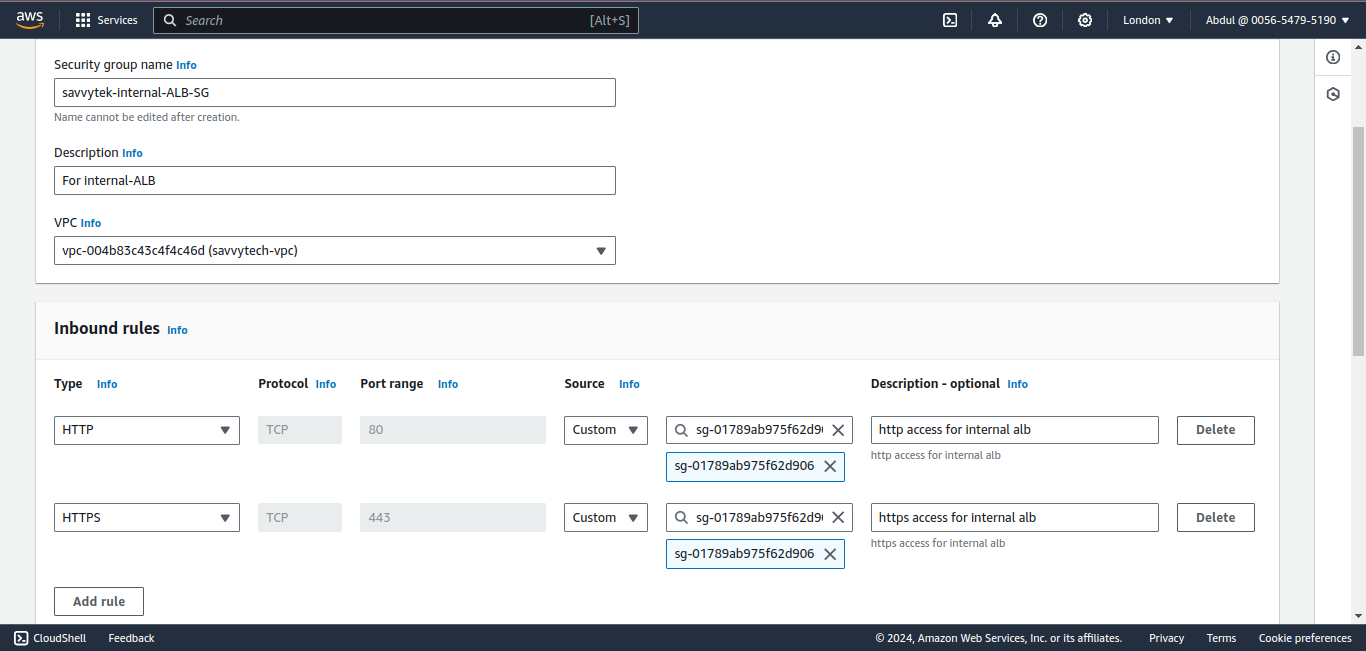 aws Services Search [Alt+S] London Abdul @ 0056-5479-5190
Security group name Info
savvytek-internal-ALB-SG
Name cannot be edited after creation.
Description Info
For internal-ALB
VPC Info
vpc-004b83c43c4f4c46d (savvytech-vpc)
Inbound rules Info
Type Info Protocol Info Port range Info Source Info Description - optional Info
HTTP TCP 80 Custom sg-01789ab975f62d90 http access for internal alb Delete
http access for internal alb
sg-01789ab975f62d906
HTTPS TCP 443 Custom sg-01789ab975f62d90 https access for internal alb Delete
https access for internal alb
sg-01789ab975f62d906
Add rule
CloudShell Feedback © 2024, Amazon Web Services, Inc. or its affiliates. Privacy Terms Cookie preferences